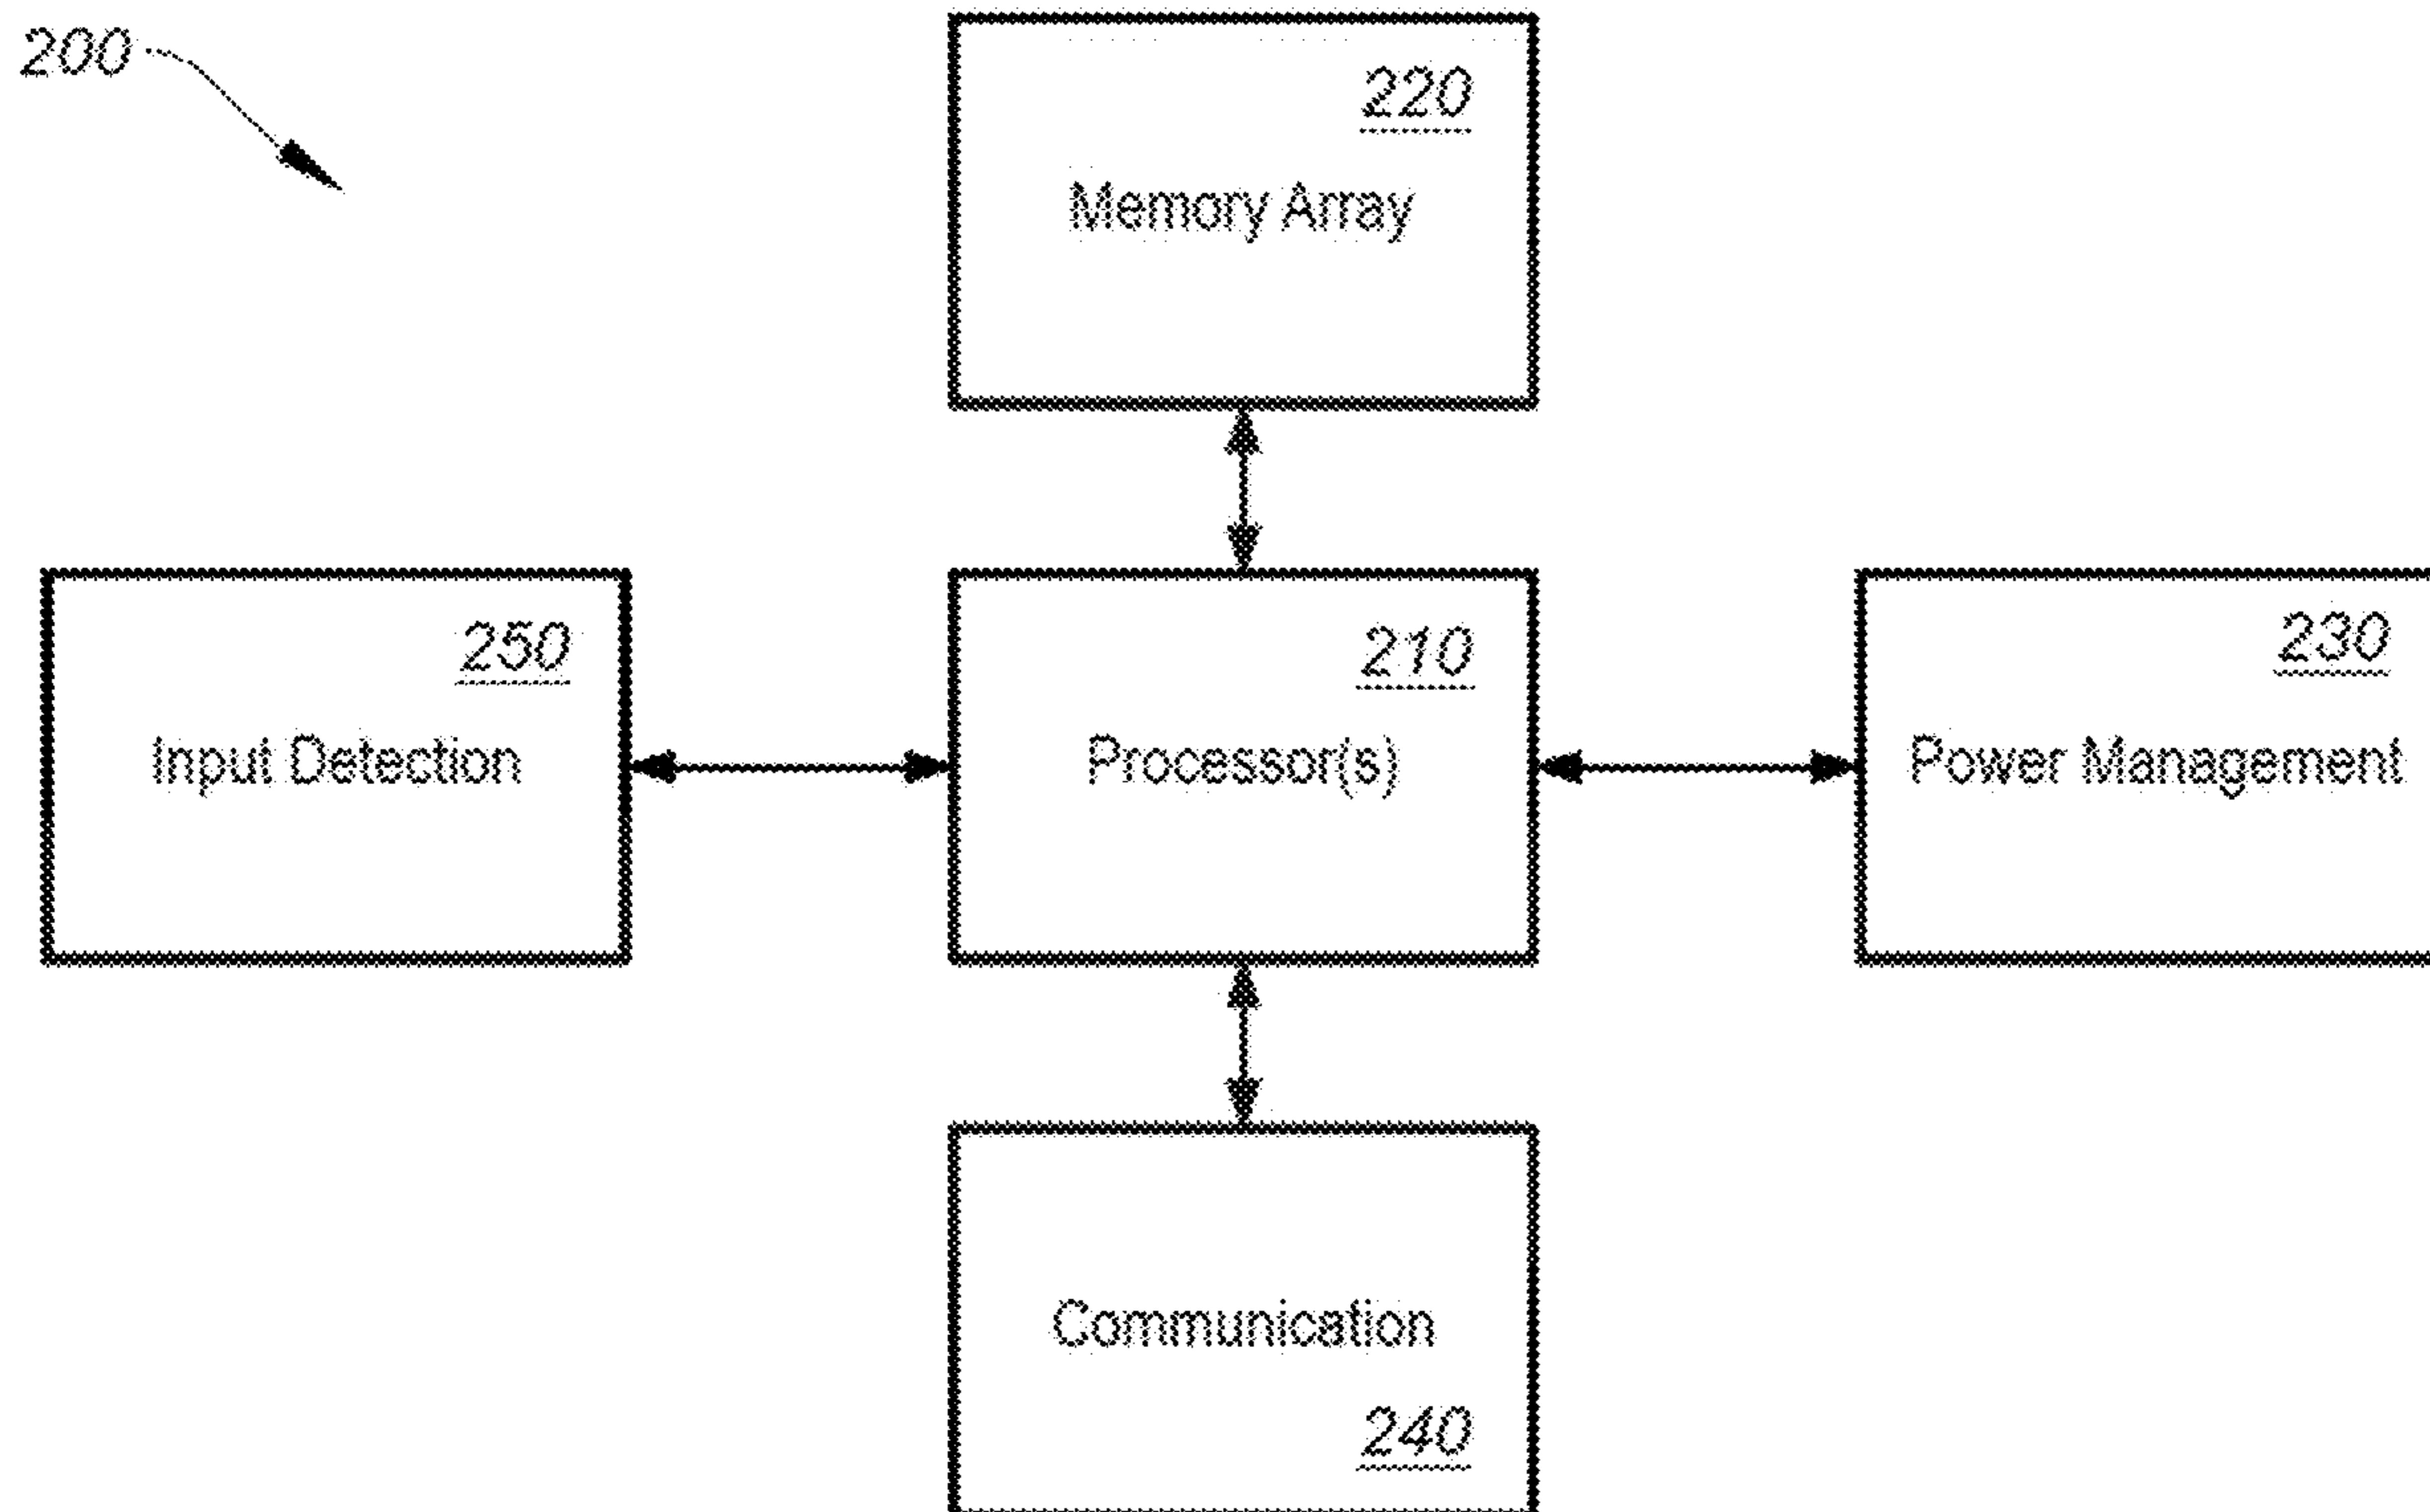 200
220
Memory Array
250
Input Detection
210
Processor(s)
230
Power Management
Communication
240